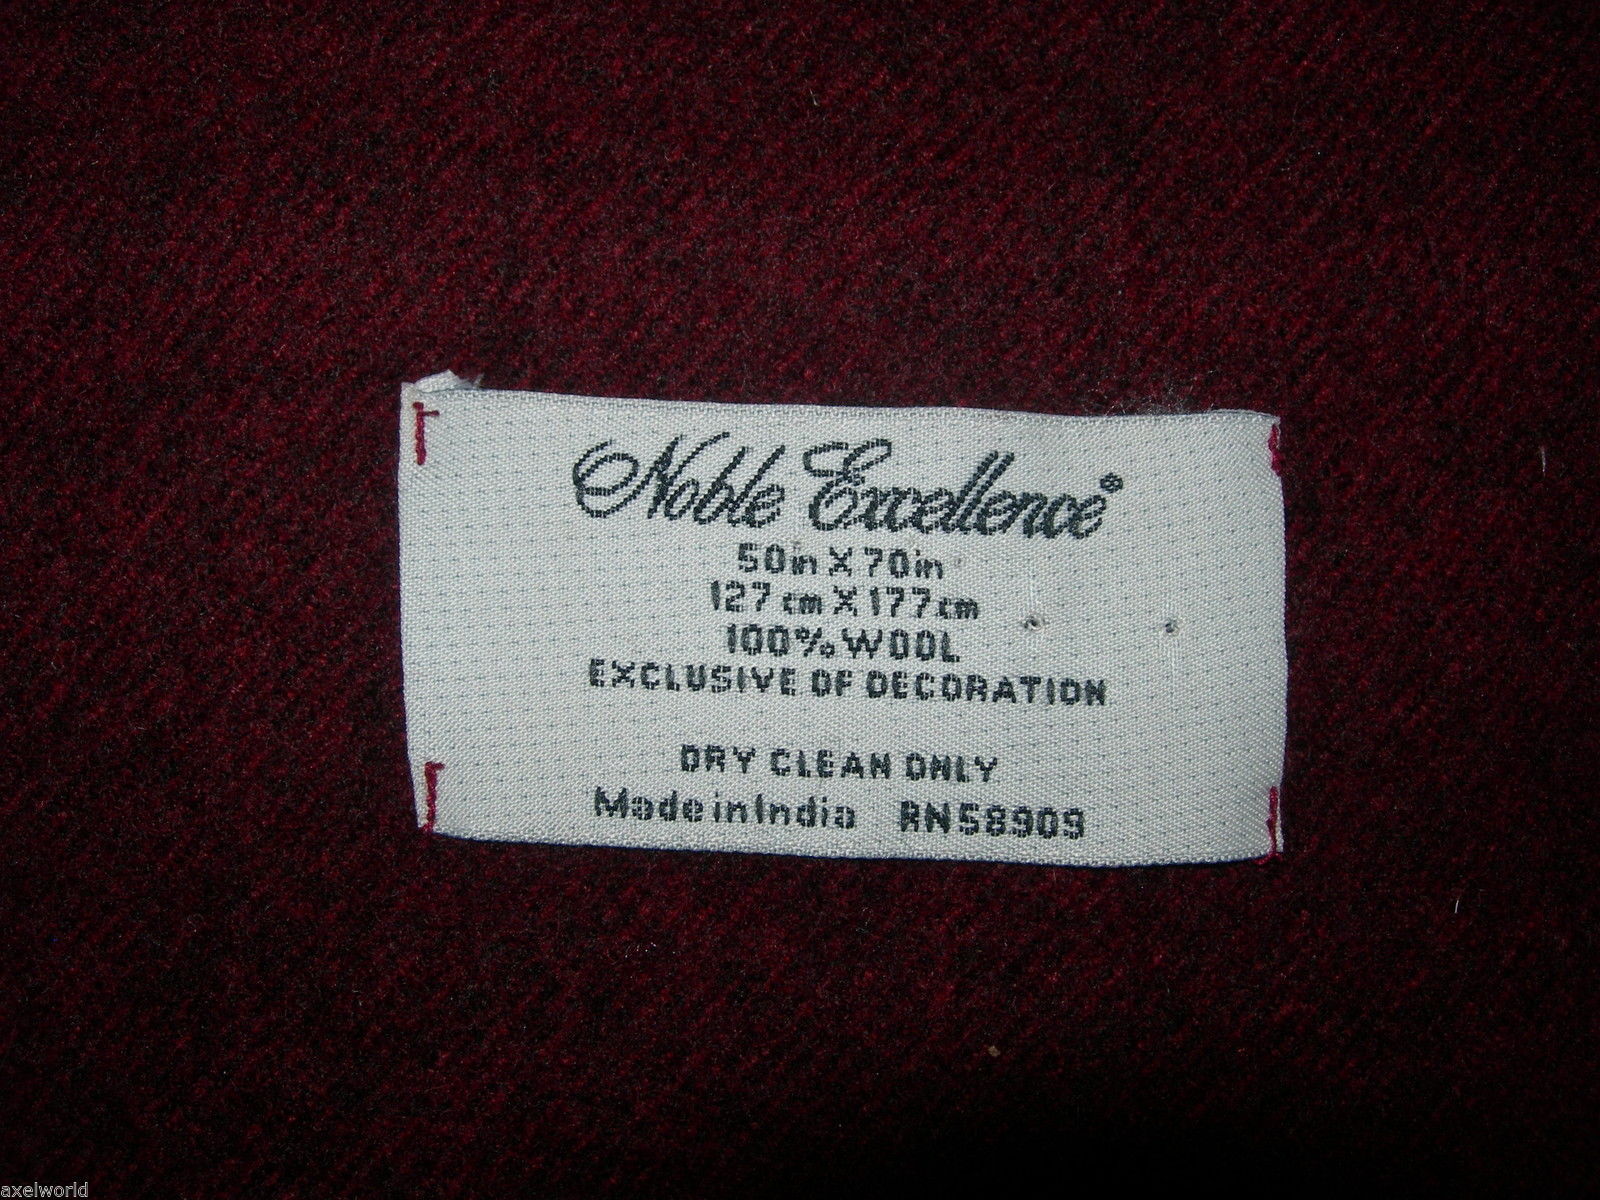 Noble Excellence®
50in X 70in
127 cm X 177 cm
100% WOOL
EXCLUSIVE OF DECORATION
DRY CLEAN ONLY
Made in India RN58909
axelworld